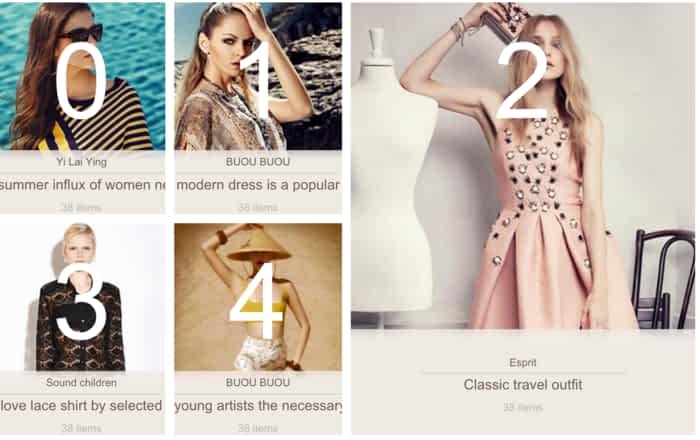 0
Yi Lai Ying
summer influx of women ne
38 items
1
BUOU BUOU
modern dress is a popular
38 items
2
Esprit
Classic travel outfit
38 items
3
Sound children
love lace shirt by selected
38 items
4
BUOU BUOU
young artists the necessary
38 items